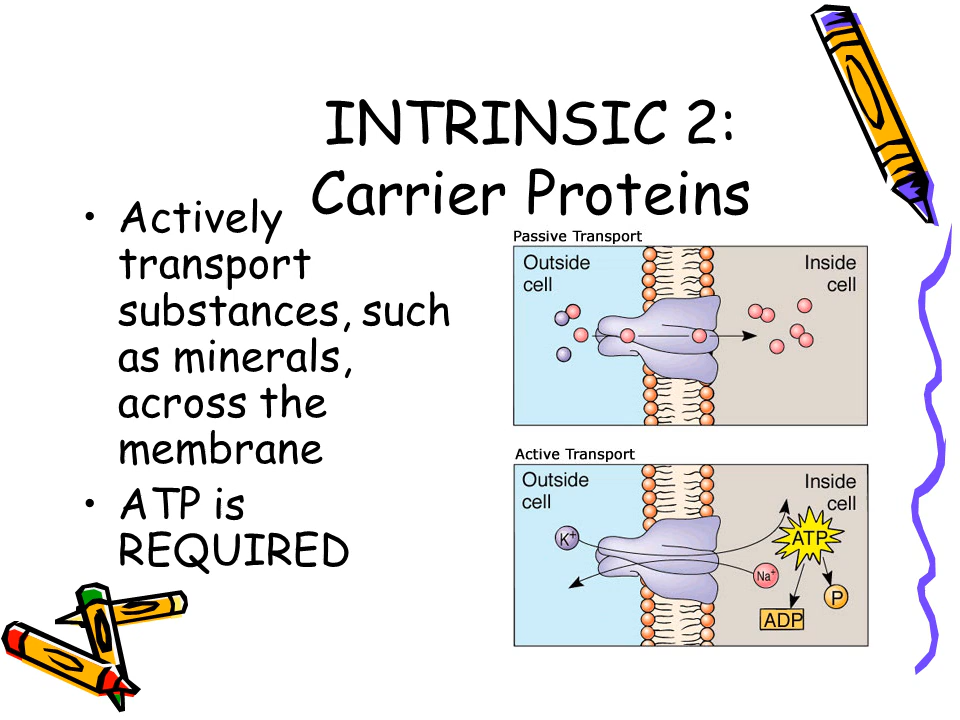 INTRINSIC 2:
Carrier Proteins
• Actively
transport
substances, such
as minerals,
across the
membrane
• ATP is
REQUIRED
Passive Transport
Outside
cell
Inside
cell
Active Transport
Outside
cell
Inside
cell
K+
ATP
Na+
P
ADP